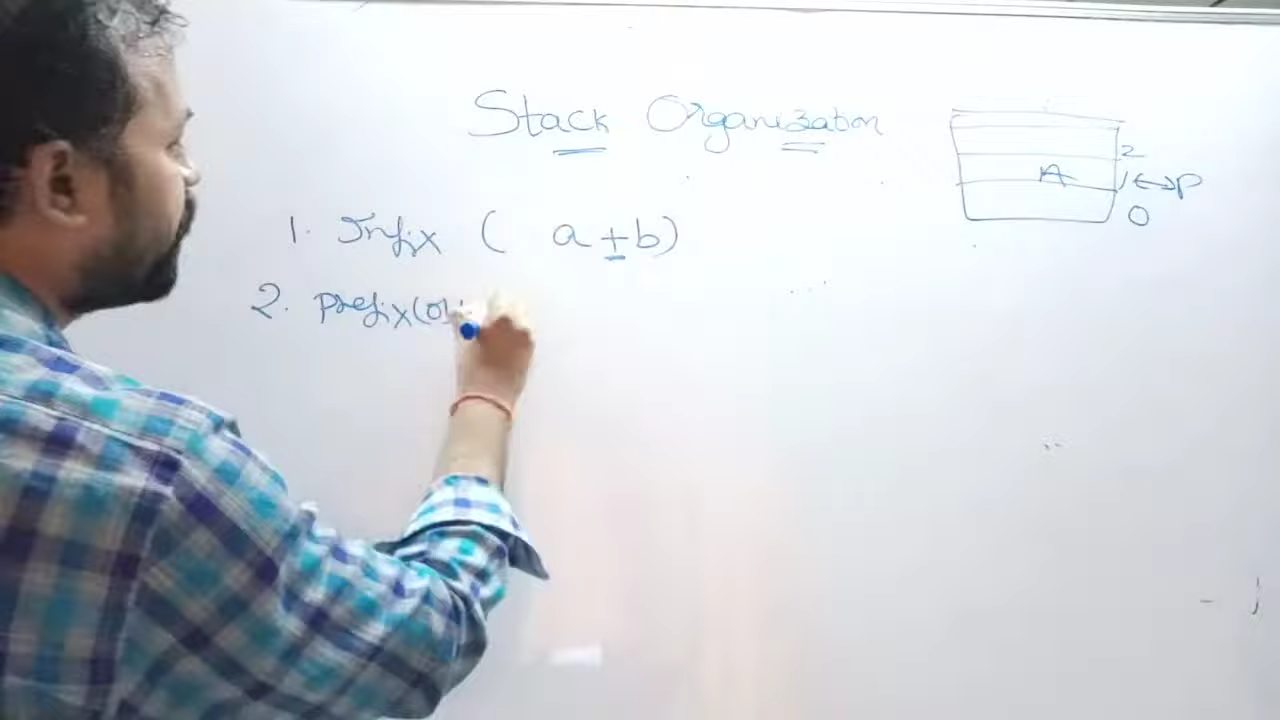 Stack Organization
2
A
1 ↔ P
0
1. Infix ( a + b)
2. prefix(